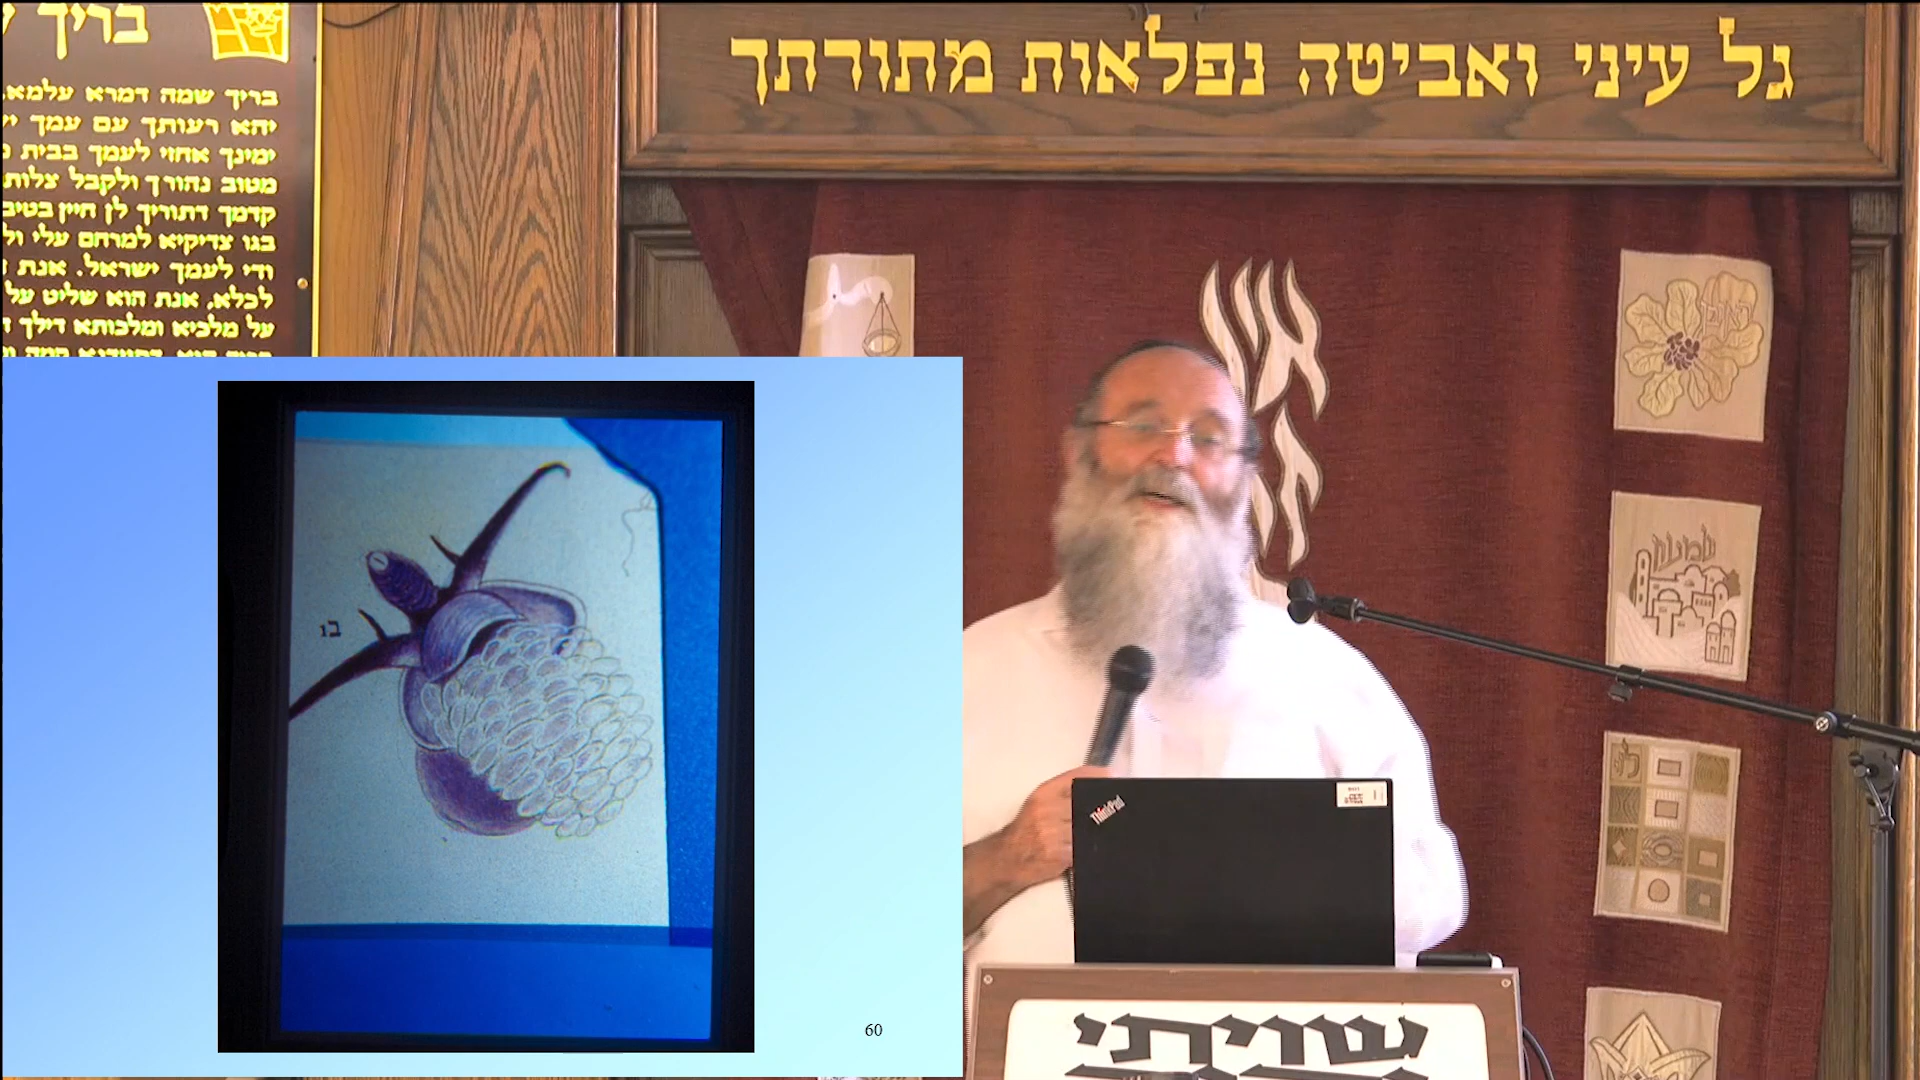 בריך
בריך שמה דמרא עלמא.
יהא רעותך עם עמך
ימינך אחזי לעמך בבית
מטוב נהורך ולקבל צלות
קדמך דתוריך לן חיין בטיב
בגו צדיקיא למרחם עלי
ודי לעמך ישראל. אנת
לכלא, אנת הוא שליט על
על מלכיא ומלכותא דילך
גל עיני ואביטה נפלאות מתורתך
בו
60
ThinkPad
שויתי